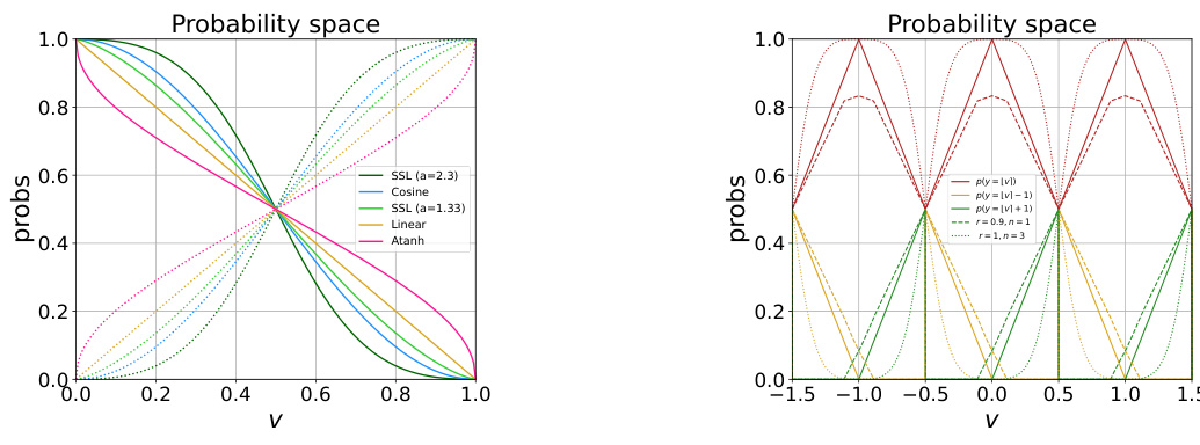 Probability space
probs
1.0
0.8
0.6
0.4
0.2
0.0
SSL (a=2.3)
Cosine
SSL (a=1.33)
Linear
Atanh
0.0 0.2 0.4 0.6 0.8 1.0
v
Probability space
probs
1.0
0.8
0.6
0.4
0.2
0.0
p(y=⌊v⌉)
p(y=⌊v⌉−1)
p(y=⌊v⌉+1)
r=0.9, n=1
r=1, n=3
−1.5 −1.0 −0.5 0.0 0.5 1.0 1.5
v